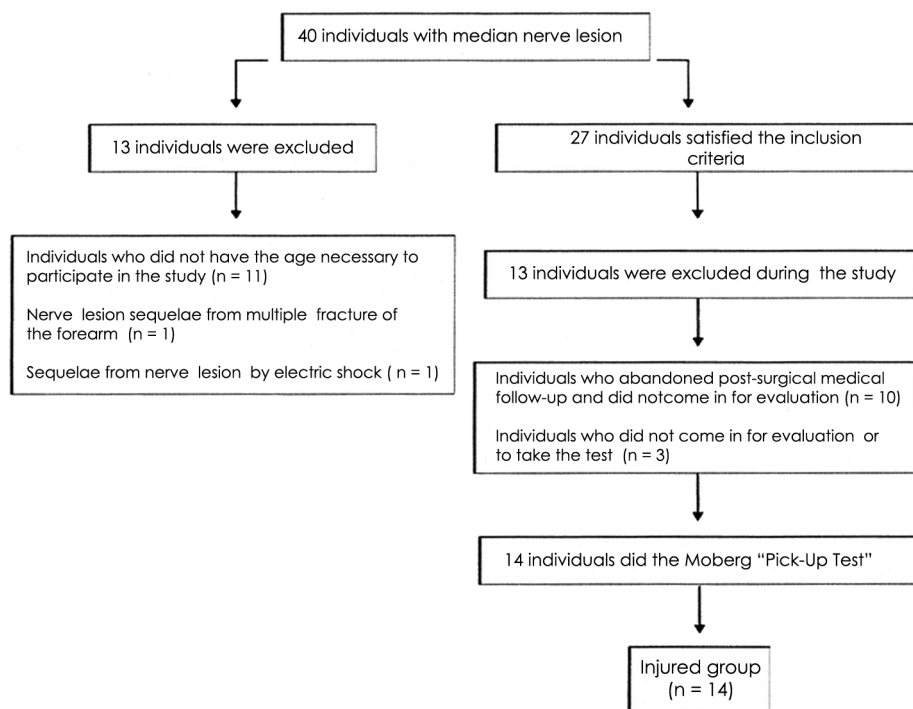 40 individuals with median nerve lesion
13 individuals were excluded
27 individuals satisfied the inclusion
criteria
Individuals who did not have the age necessary to
participate in the study (n = 11)
Nerve lesion sequelae from multiple fracture of
the forearm (n = 1)
Sequelae from nerve lesion by electric shock ( n = 1)
13 individuals were excluded during the study
Individuals who abandoned post-surgical medical
follow-up and did notcome in for evaluation (n = 10)
Individuals who did not come in for evaluation or
to take the test (n = 3)
14 individuals did the Moberg “Pick-Up Test”
Injured group
(n = 14)